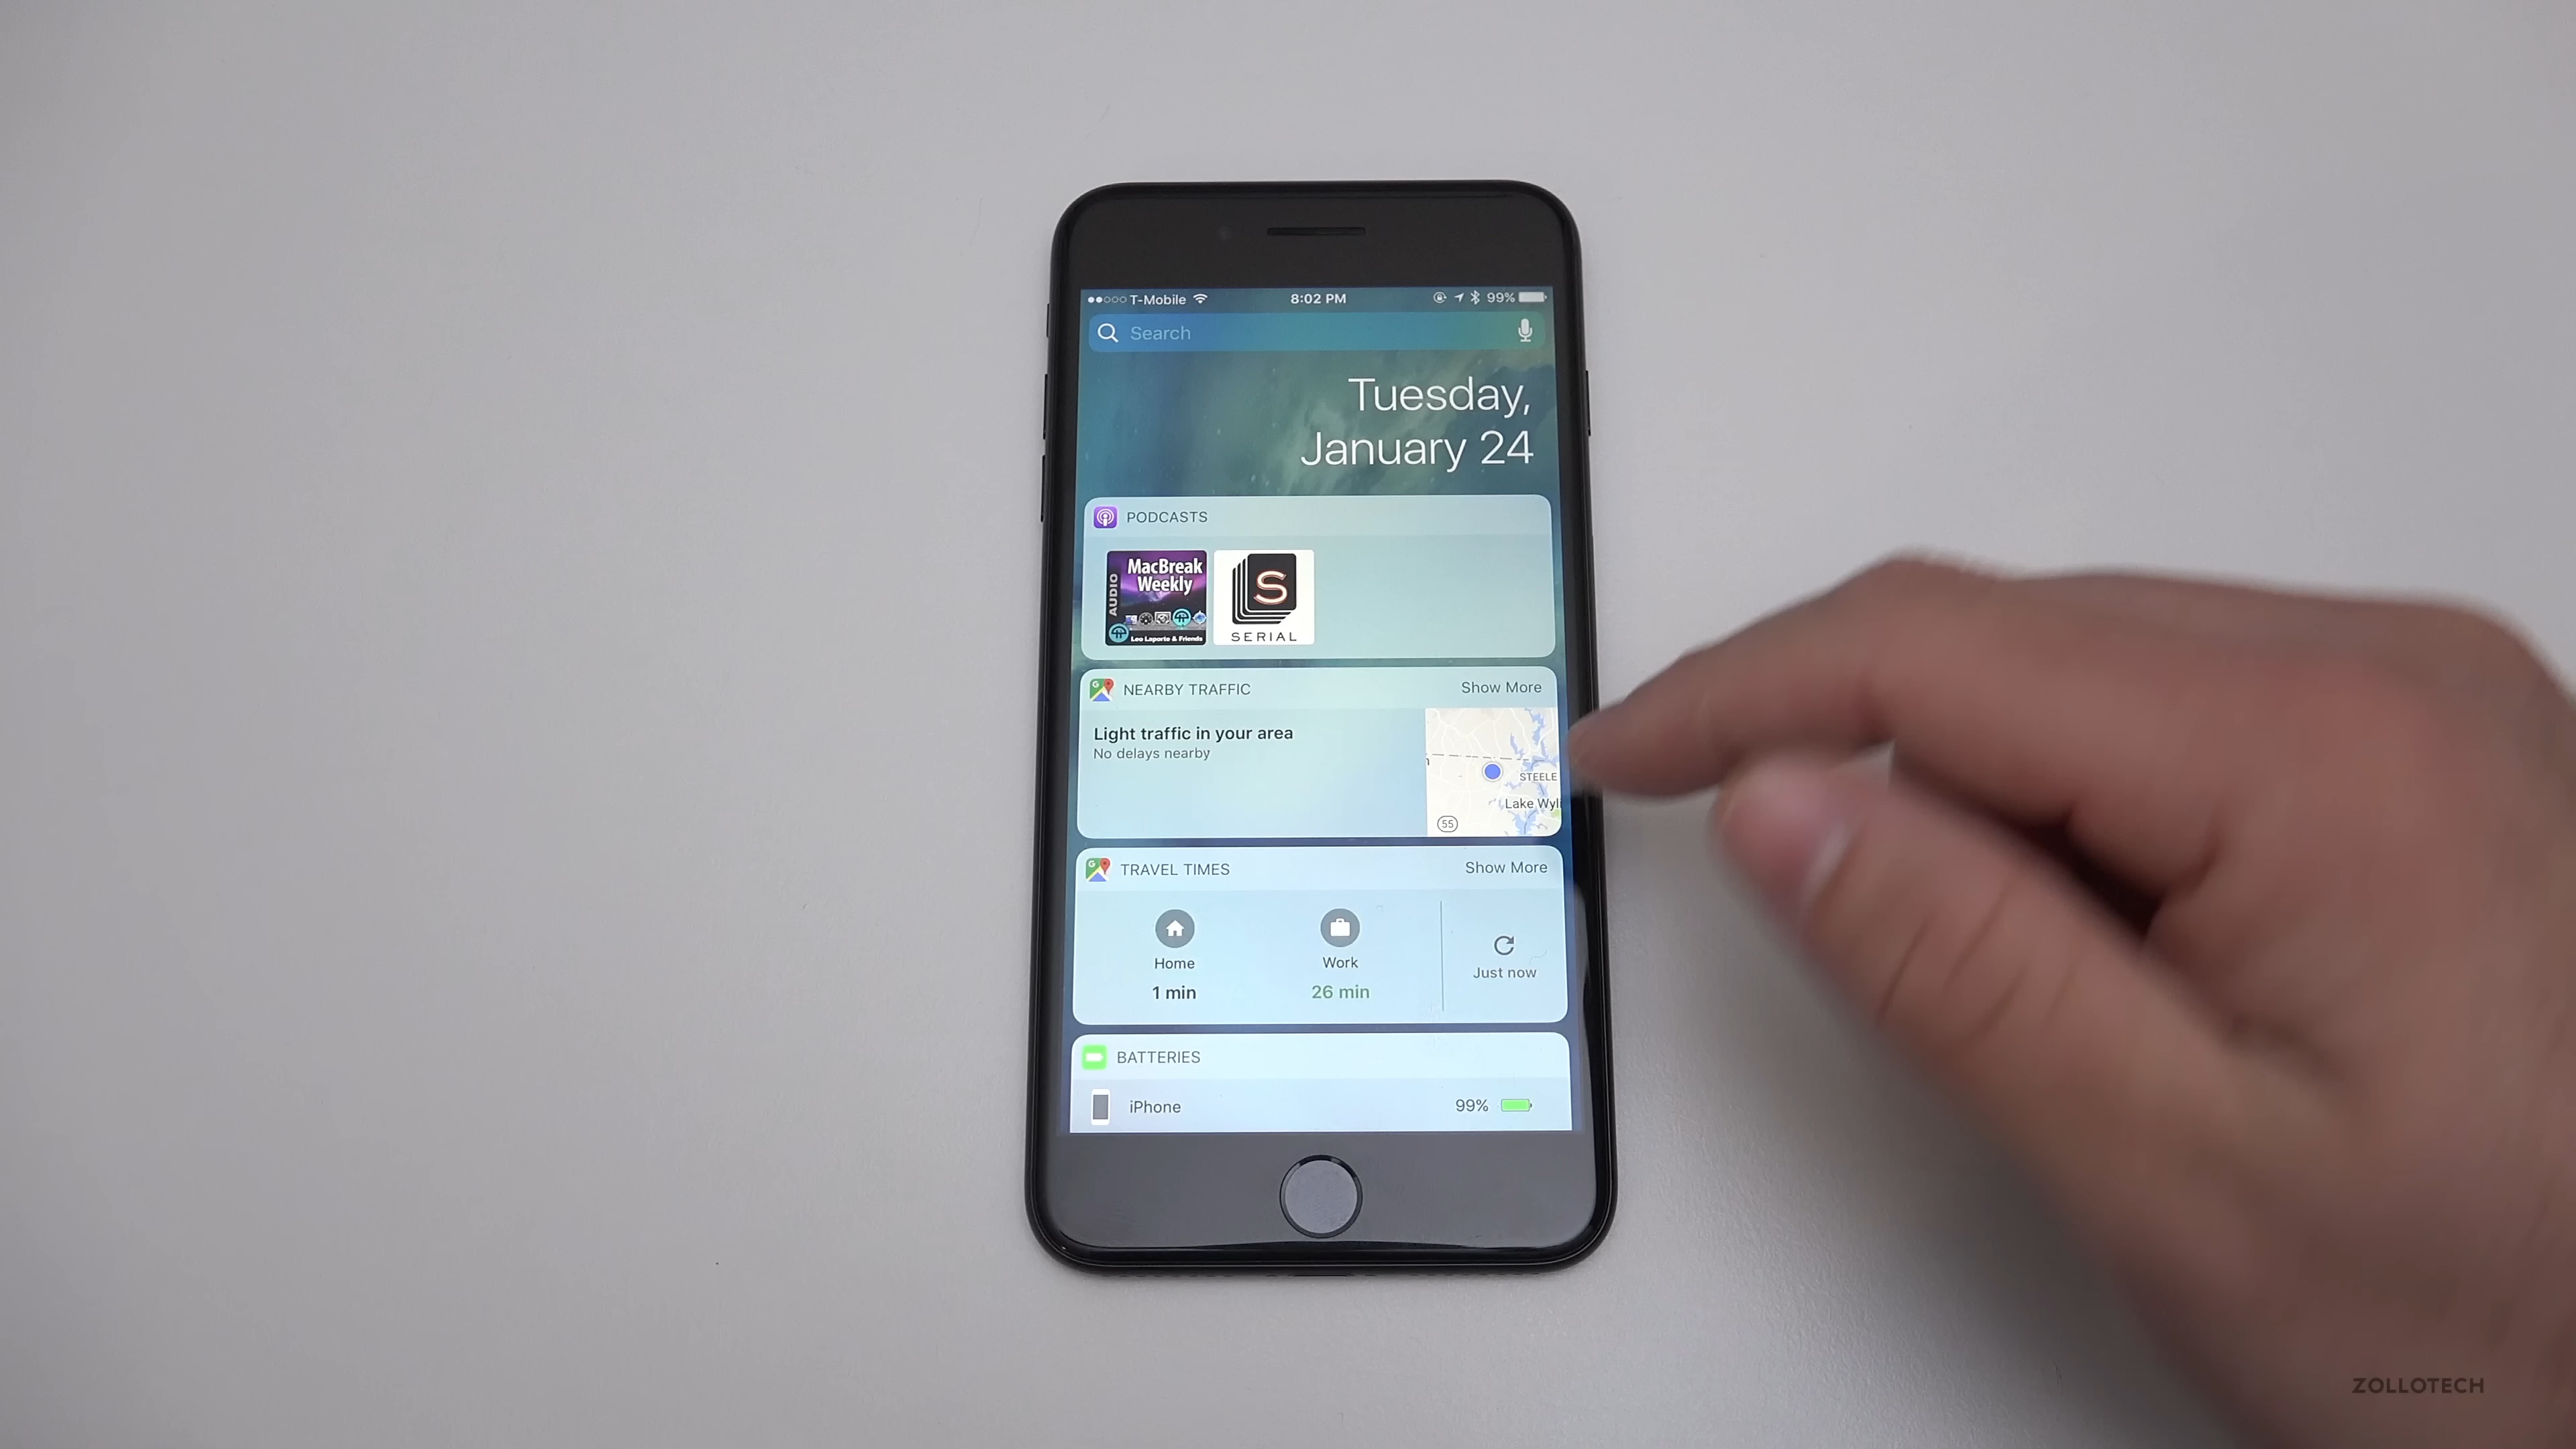 T-Mobile
8:02 PM
99%
Search
Tuesday,
January 24
PODCASTS
AUDIO
MacBreak
Weekly
Leo Laporte & Friends
S
SERIAL
NEARBY TRAFFIC
Show More
Light traffic in your area
No delays nearby
STEELE
Lake Wyli
55
TRAVEL TIMES
Show More
Home
1 min
Work
26 min
Just now
BATTERIES
iPhone
99%
ZOLLOTECH